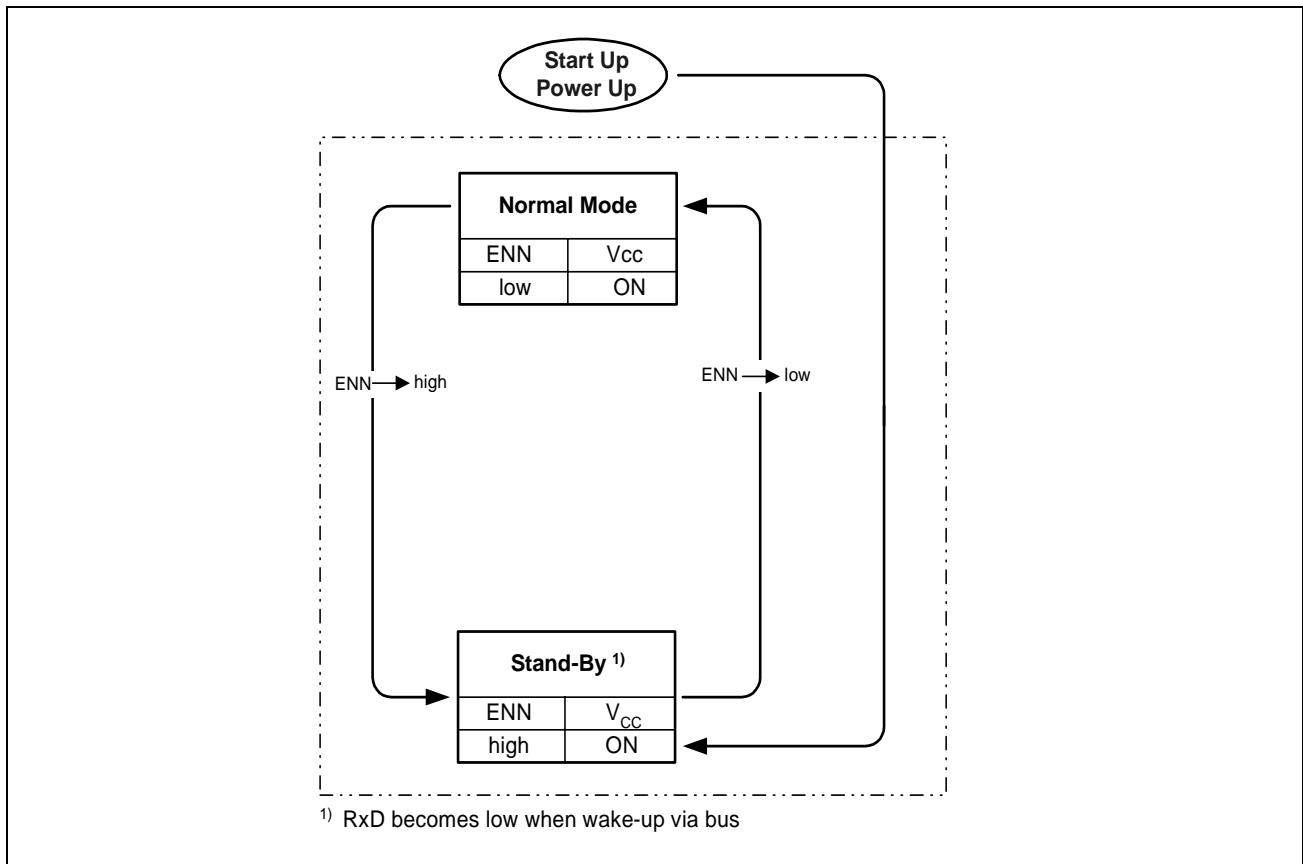 Start Up
Power Up
Normal Mode
ENN Vcc
low ON
ENN high
ENN low
Stand-By 1)
ENN VCC
high ON
1) RxD becomes low when wake-up via bus